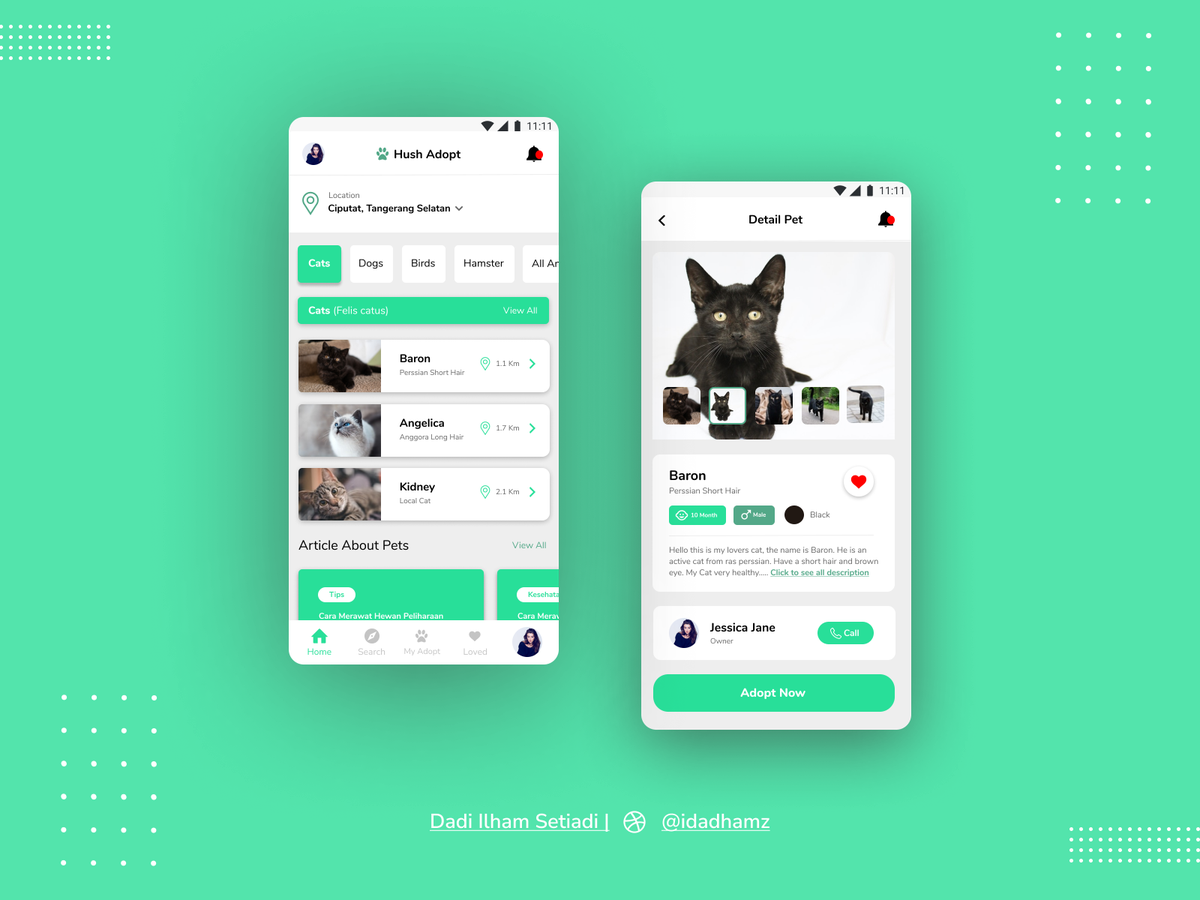 11:11
Hush Adopt
Location
Ciputat, Tangerang Selatan
Cats
Dogs
Birds
Hamster
All An
Cats (Felis catus)
View All
Baron
Perssian Short Hair
1.1 Km
Angelica
Anggora Long Hair
1.7 Km
Kidney
Local Cat
2.1 Km
Article About Pets
View All
Tips
Cara Merawat Hewan Peliharaan
Kesehata
Cara Meraw
Home
Search
My Adopt
Loved
11:11
Detail Pet
Baron
Perssian Short Hair
10 Month
Male
Black
Hello this is my lovers cat, the name is Baron. He is an
active cat from ras perssian. Have a short hair and brown
eye. My Cat very healthy..... Click to see all description
Jessica Jane
Owner
Call
Adopt Now
Dadi Ilham Setiadi | @idadhamz